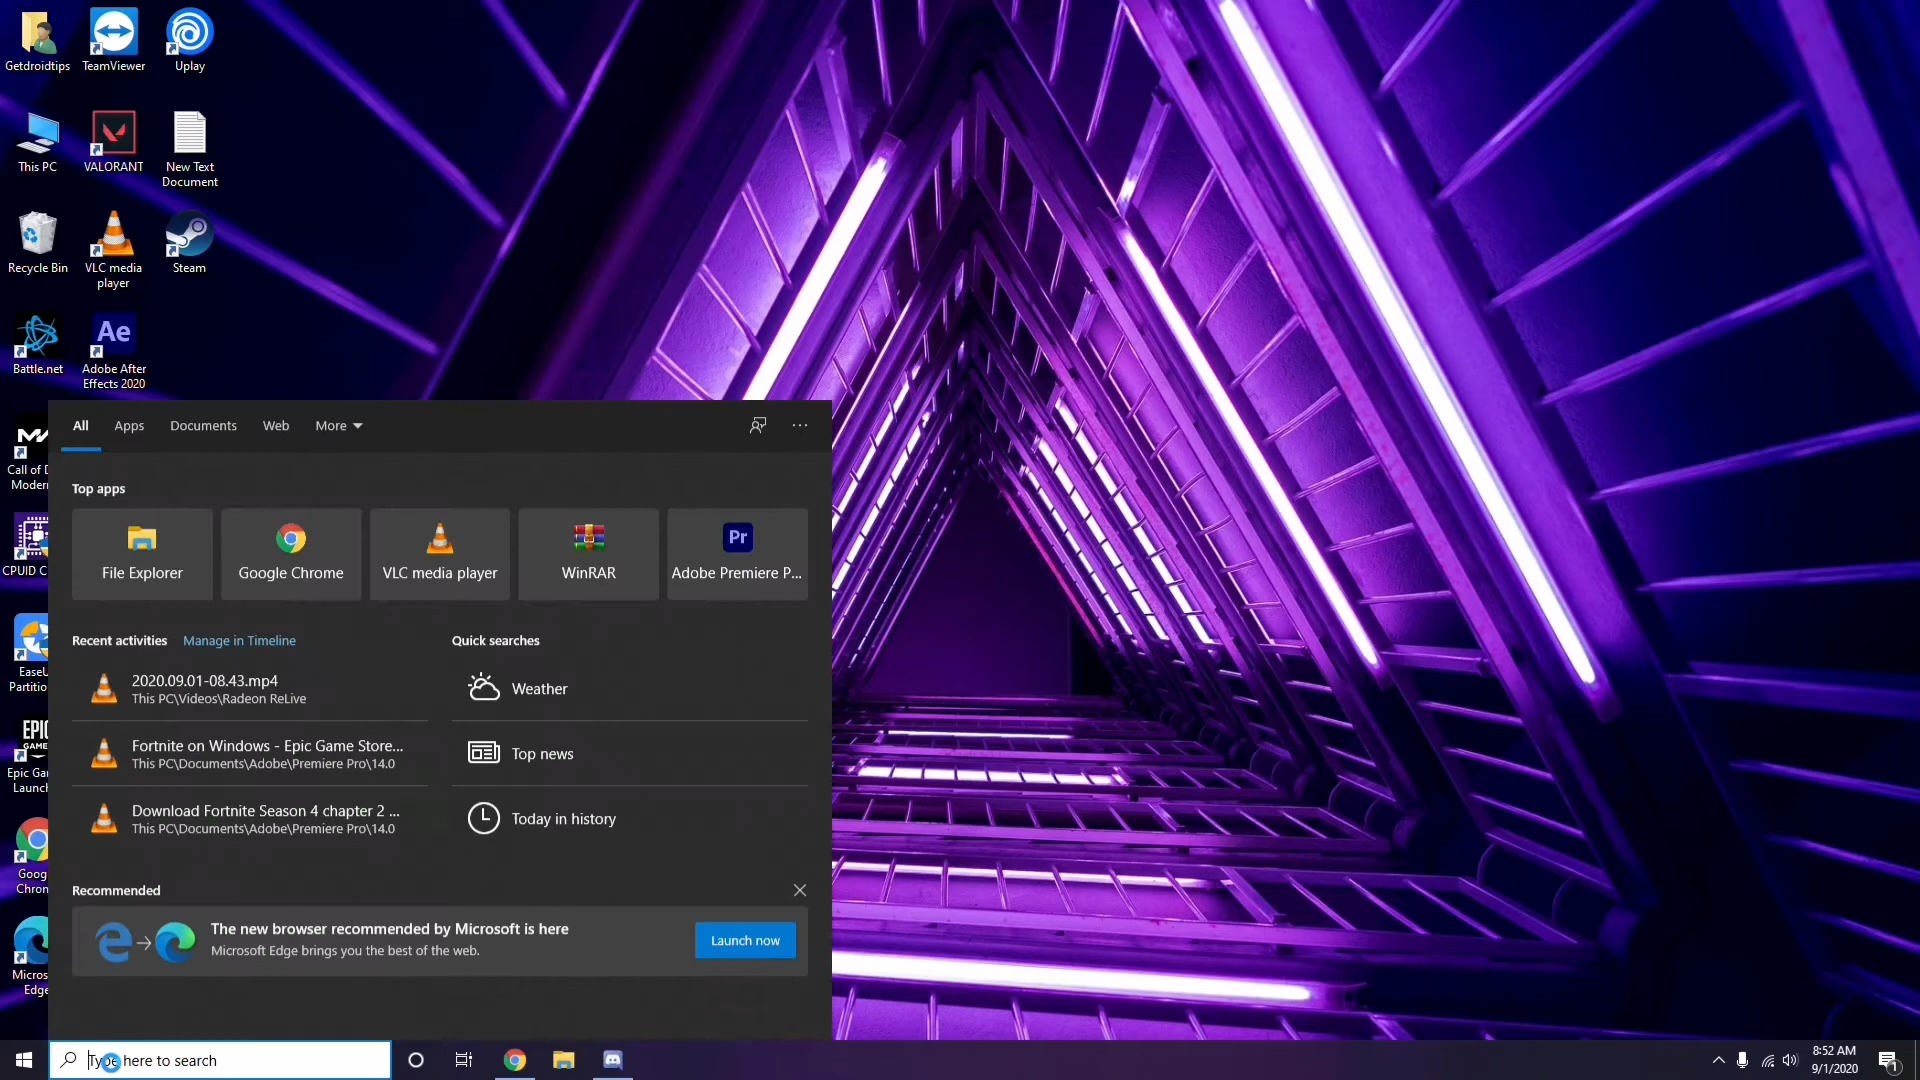 Getdroidtips
TeamViewer
Uplay
This PC
VALORANT
New Text
Document
Recycle Bin
VLC media
player
Steam
Battle.net
Ae
Adobe After
Effects 2020
Call of D
Modern
CPUID C
EaseU
Partition
EPIC
GAME
Epic Ga
Launch
Goog
Chron
Micros
Edge
All
Apps
Documents
Web
More
Top apps
File Explorer
Google Chrome
VLC media player
WinRAR
Pr
Adobe Premiere P...
Recent activities
Manage in Timeline
2020.09.01-08.43.mp4
This PC\Videos\Radeon ReLive
Fortnite on Windows - Epic Game Store...
This PC\Documents\Adobe\Premiere Pro\14.0
Download Fortnite Season 4 chapter 2 ...
This PC\Documents\Adobe\Premiere Pro\14.0
Quick searches
Weather
Top news
Today in history
Recommended
The new browser recommended by Microsoft is here
Microsoft Edge brings you the best of the web.
Launch now
Type here to search
8:52 AM
9/1/2020
1